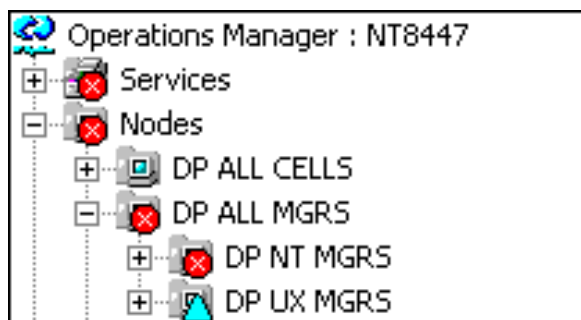 Operations Manager : NT8447
Services
Nodes
DP ALL CELLS
DP ALL MGRS
DP NT MGRS
DP UX MGRS